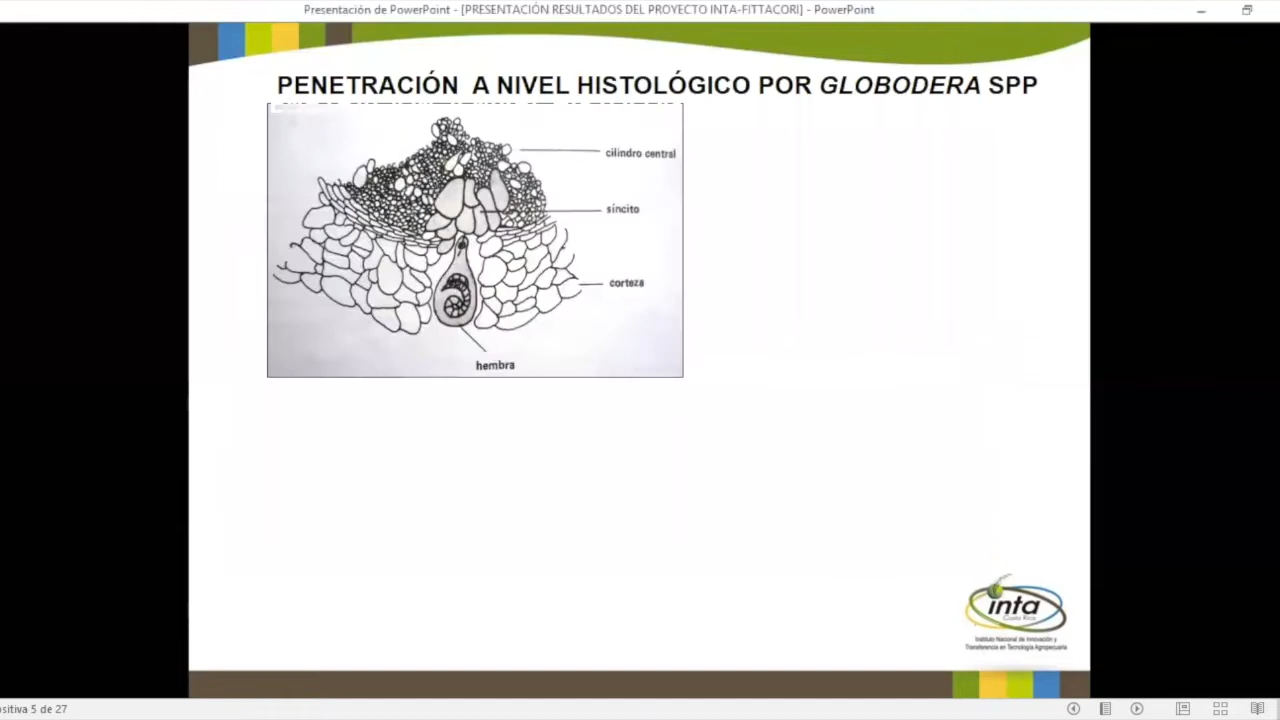 Presentación de PowerPoint - [PRESENTACIÓN RESULTADOS DEL PROYECTO INTA-FITTACORI] - PowerPoint
PENETRACIÓN A NIVEL HISTOLÓGICO POR GLOBODERA SPP
cilindro central
síncito
corteza
hembra
inta
Costa Rica
Instituto Nacional de Innovación y
Transferencia en Tecnología Agropecuaria
ositiva 5 de 27